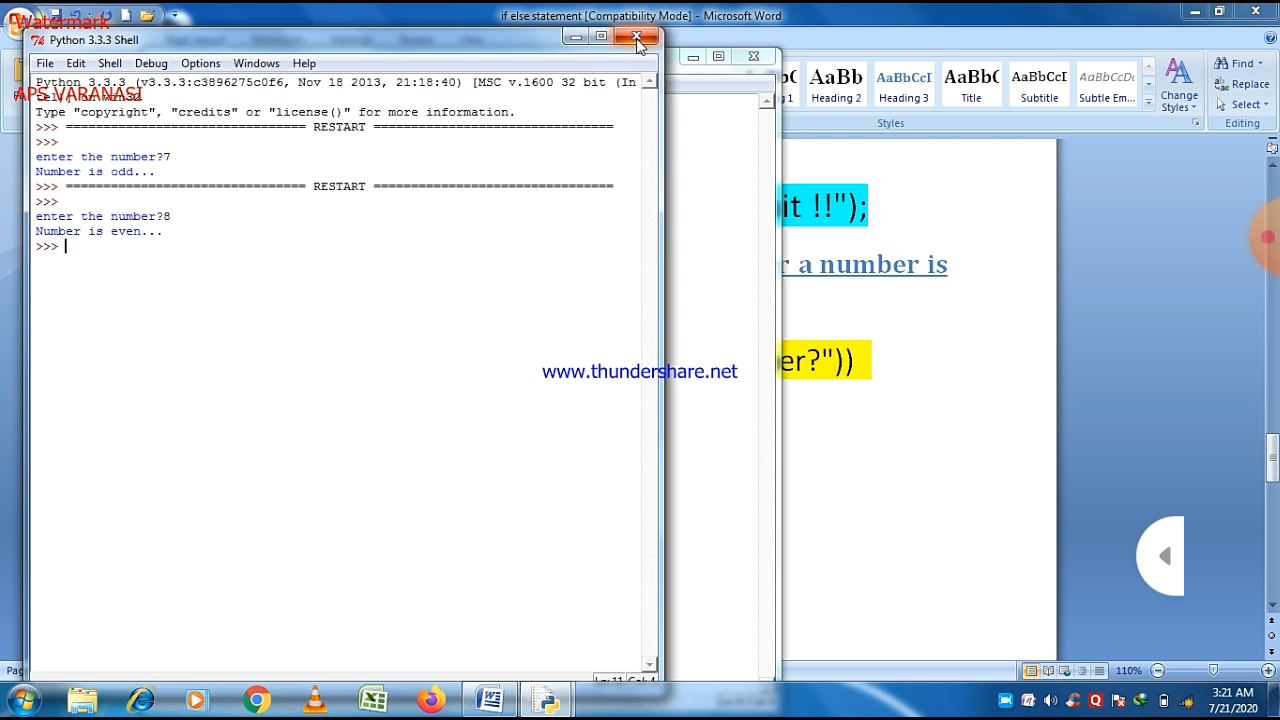 if else statement [Compatibility Mode] - Microsoft Word
Watermark
Python 3.3.3 Shell
File Edit Shell Debug Options Windows Help
APS VARANASI
Python 3.3.3 (v3.3.3:c3896275c0f6, Nov 18 2013, 21:18:40) [MSC v.1600 32 bit (In
Type "copyright", "credits" or "license()" for more information.
>>> ================================ RESTART ================================
>>>
enter the number?7
Number is odd...
>>> ================================ RESTART ================================
>>>
enter the number?8
Number is even...
>>>
AaBb AaBbCc AaBb( AaBbCc AaBbCc
Heading 2 Heading 3 Title Subtitle Subtle Em...
Change
Styles
Styles
Find
Replace
Select
Editing
it !!");
r a number is
er?"))
www.thundershare.net
110%
3:21 AM
7/21/2020